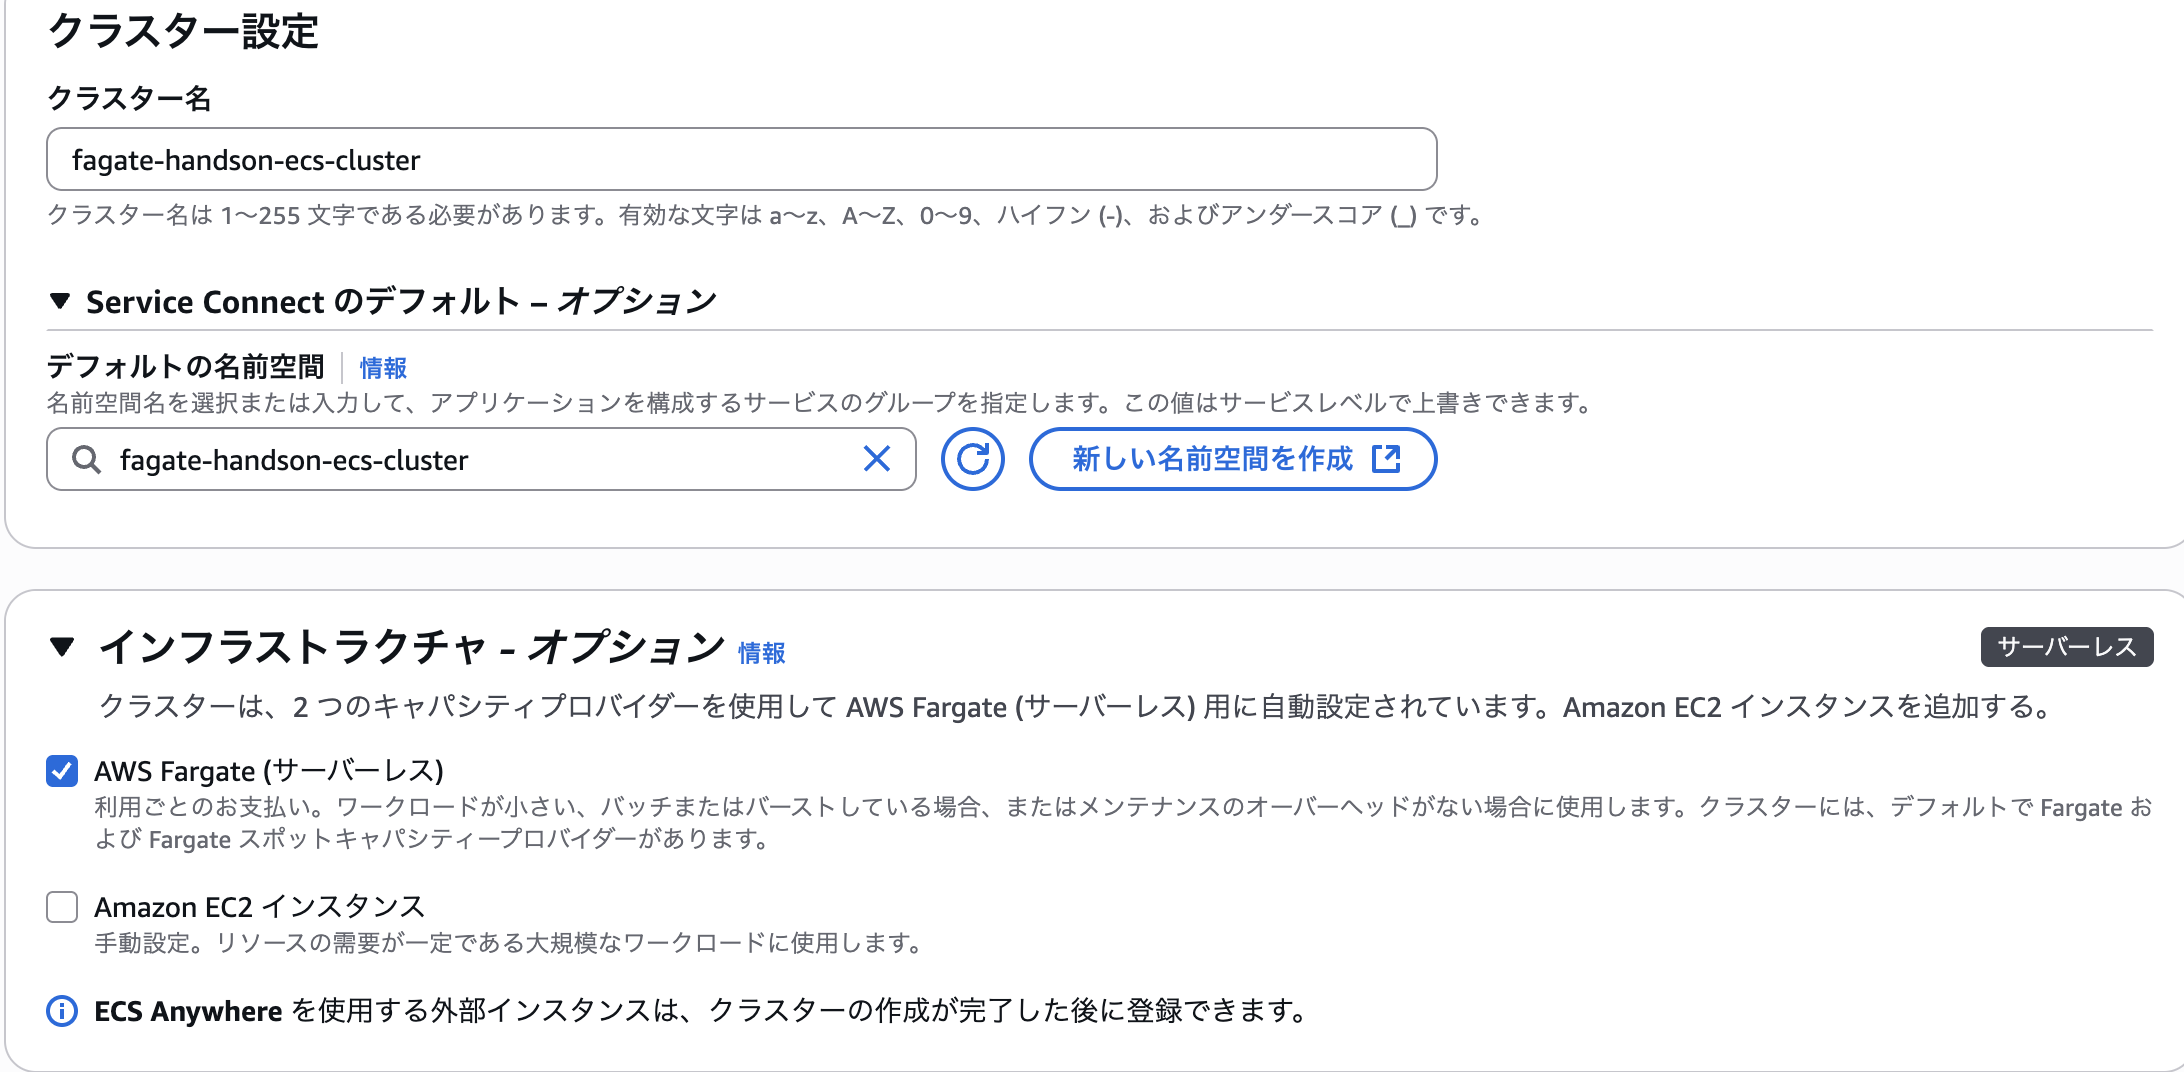 クラスター設定
クラスター名
fagate-handson-ecs-cluster
クラスター名は 1〜255 文字である必要があります。有効な文字は a〜z、A〜Z、0〜9、ハイフン (-)、およびアンダースコア (_) です。
Service Connect のデフォルト – オプション
デフォルトの名前空間 情報
名前空間名を選択または入力して、アプリケーションを構成するサービスのグループを指定します。この値はサービスレベルで上書きできます。
fagate-handson-ecs-cluster 新しい名前空間を作成
インフラストラクチャ - オプション 情報 サーバーレス
クラスターは、2 つのキャパシティプロバイダーを使用して AWS Fargate (サーバーレス) 用に自動設定されています。Amazon EC2 インスタンスを追加する。
AWS Fargate (サーバーレス)
利用ごとのお支払い。ワークロードが小さい、バッチまたはバーストしている場合、またはメンテナンスのオーバーヘッドがない場合に使用します。クラスターには、デフォルトで Fargate お
よび Fargate スポットキャパシティープロバイダーがあります。
Amazon EC2 インスタンス
手動設定。リソースの需要が一定である大規模なワークロードに使用します。
ECS Anywhere を使用する外部インスタンスは、クラスターの作成が完了した後に登録できます。